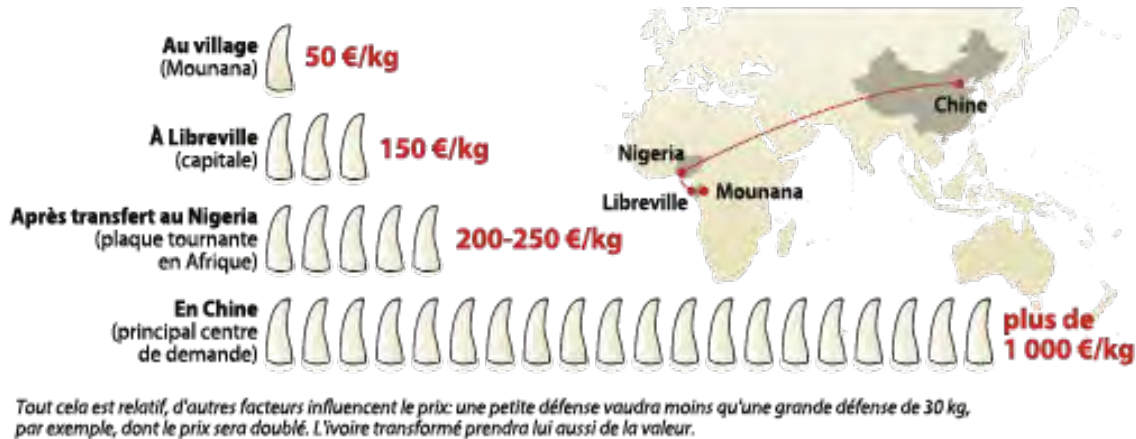 Au village
(Mounana)
50 €/kg
À Libreville
(capitale)
150 €/kg
Après transfert au Nigeria
(plaque tournante
en Afrique)
200-250 €/kg
En Chine
(principal centre
de demande)
plus de
1 000 €/kg
Chine
Nigeria
Libreville
Mounana
Tout cela est relatif, d'autres facteurs influencent le prix: une petite défense vaudra moins qu'une grande défense de 30 kg,
par exemple, dont le prix sera doublé. L'ivoire transformé prendra lui aussi de la valeur.